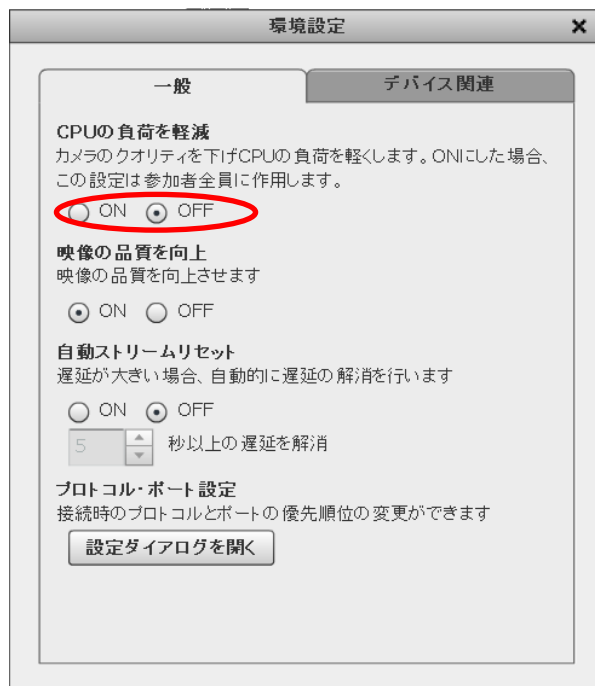 環境設定
一般
デバイス関連
CPUの負荷を軽減
カメラのクオリティを下げCPUの負荷を軽くします。ONにした場合、
この設定は参加者全員に作用します。
ON OFF
映像の品質を向上
映像の品質を向上させます
ON OFF
自動ストリームリセット
遅延が大きい場合、自動的に遅延の解消を行います
ON OFF
5 秒以上の遅延を解消
プロトコル・ポート設定
接続時のプロトコルとポートの優先順位の変更ができます
設定ダイアログを開く